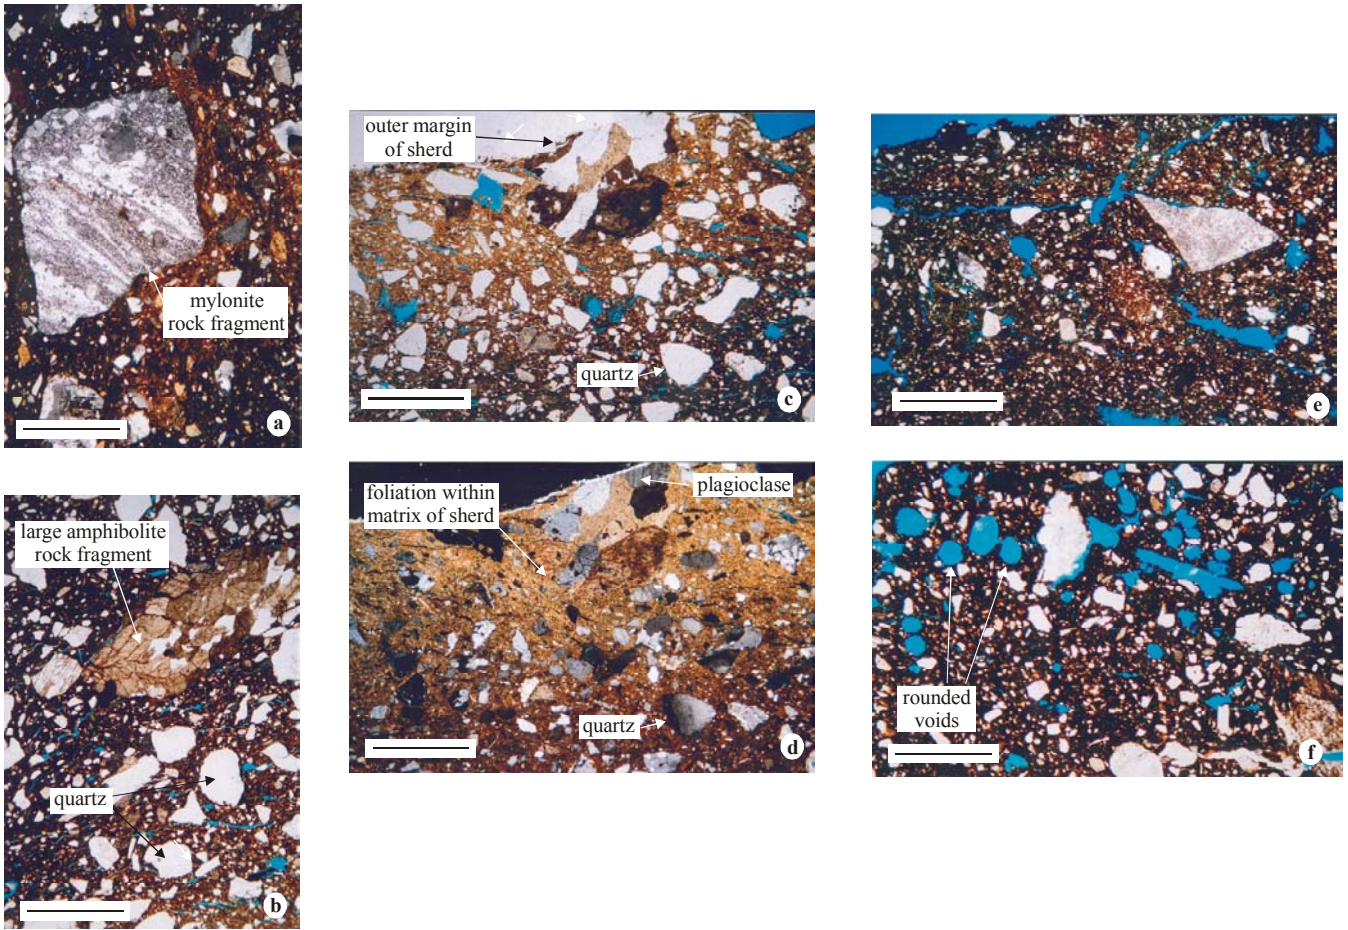 mylonite
rock fragment
a
large amphibolite
rock fragment
quartz
b
outer margin
of sherd
quartz
c
foliation within
matrix of sherd
plagioclase
quartz
d
e
rounded
voids
f